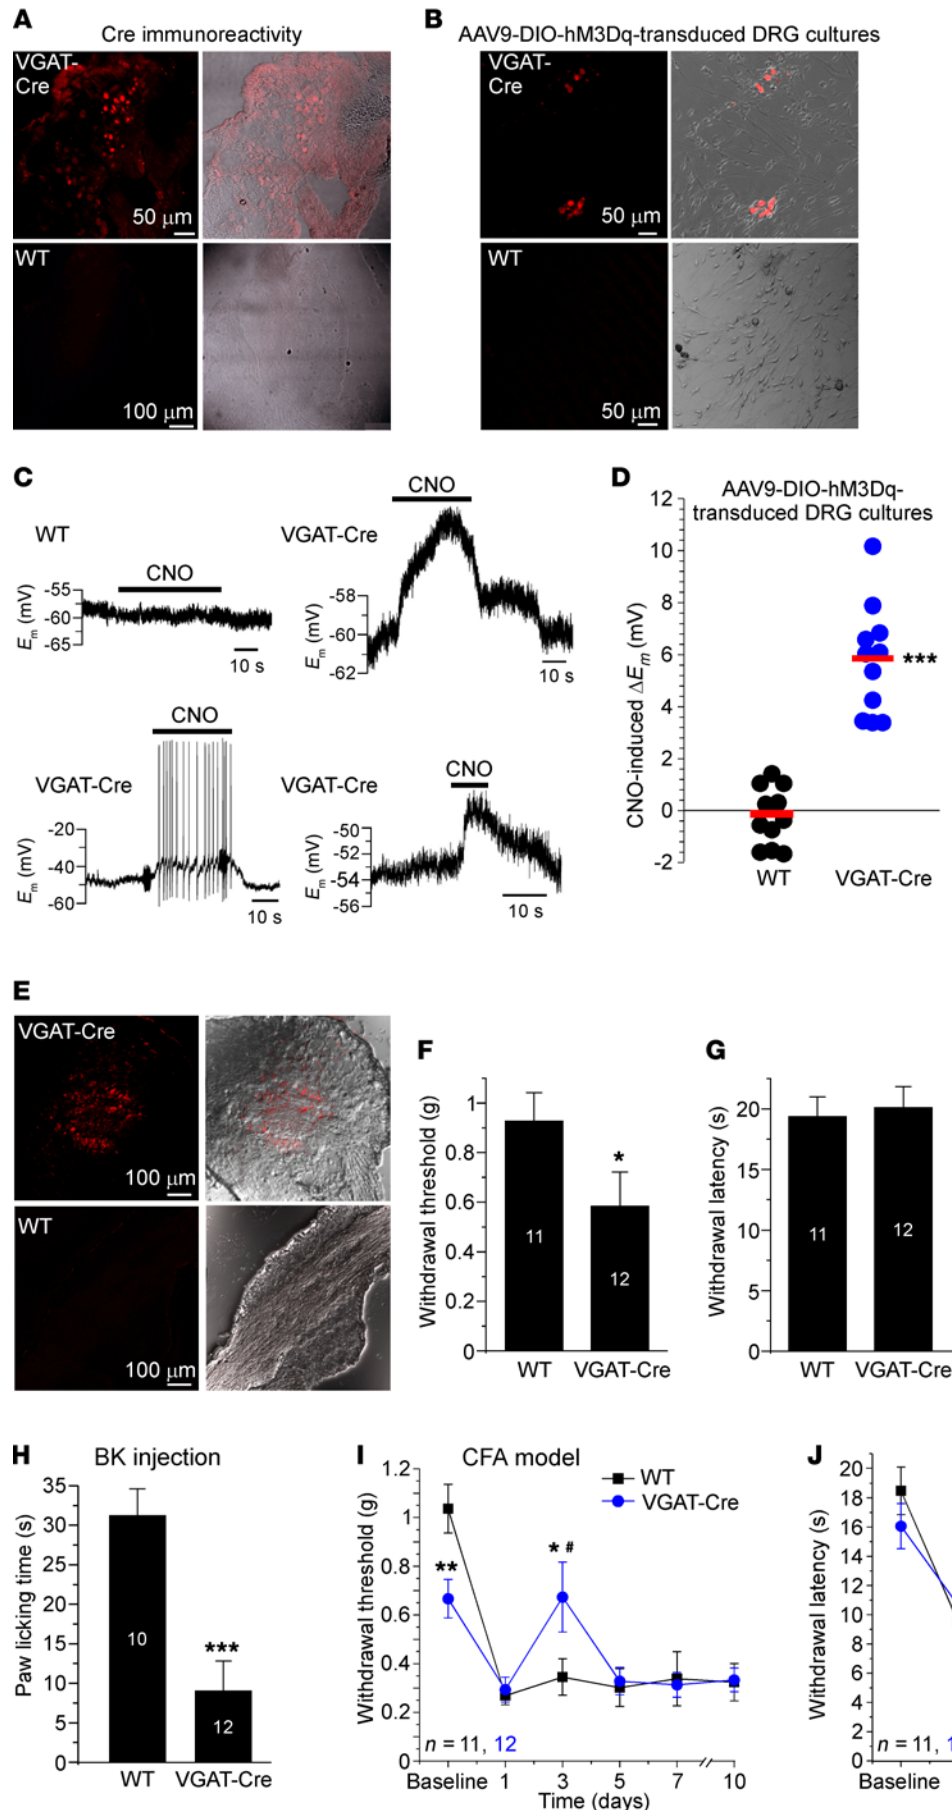 A
Cre immunoreactivity
VGAT-
Cre
50 μm
WT
100 μm
B
AAV9-DIO-hM3Dq-transduced DRG cultures
VGAT-
Cre
50 μm
WT
50 μm
C
WT
CNO
-55
-60
-65
Em (mV)
10 s
VGAT-Cre
CNO
-58
-60
-62
Em (mV)
10 s
VGAT-Cre
CNO
-20
-40
-60
Em (mV)
10 s
VGAT-Cre
CNO
-50
-52
-54
-56
Em (mV)
10 s
D
AAV9-DIO-hM3Dq-
transduced DRG cultures
CNO-induced ΔEm (mV)
12
10
8
6
4
2
0
-2
***
WT
VGAT-Cre
E
VGAT-Cre
100 μm
WT
100 μm
F
Withdrawal threshold (g)
1
0.8
0.6
0.4
0.2
0
11
*
12
WT
VGAT-Cre
G
Withdrawal latency (s)
20
15
10
5
0
11
12
WT
VGAT-Cre
H
BK injection
Paw licking time (s)
35
30
25
20
15
10
5
0
10
***
12
WT
VGAT-Cre
I
CFA model
WT
VGAT-Cre
Withdrawal threshold (g)
1.2
1
0.8
0.6
0.4
0.2
0
**
* #
n = 11, 12
Baseline
1
3
5
7
10
Time (days)
J
Withdrawal latency (s)
20
18
16
14
12
10
8
6
4
2
0
n = 11, 1
Baseline